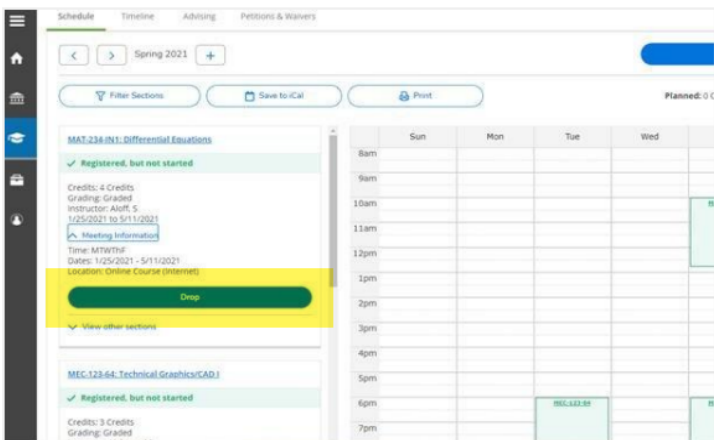 Schedule Timeline Advising Petitions & Waivers
< > Spring 2021 +
Filter Sections Save to iCal Print Planned: 0 C
MAT-234-IN1: Differential Equations
Registered, but not started
Credits: 4 Credits
Grading: Graded
Instructor: Aloff, S
1/25/2021 to 5/11/2021
Meeting Information
Time: MTWThF
Dates: 1/25/2021 - 5/11/2021
Location: Online Course (Internet)
Drop
View other sections
MEC-123-64: Technical Graphics/CAD I
Registered, but not started
Credits: 3 Credits
Grading: Graded
Sun Mon Tue Wed
8am
9am
10am
11am
12pm
1pm
2pm
3pm
4pm
5pm
6pm MEC-123-64
7pm